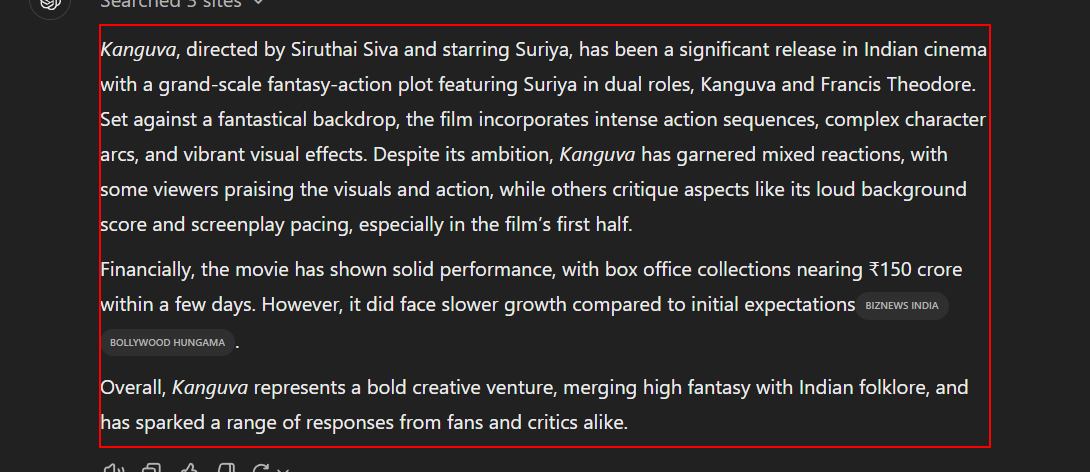 Searched 3 sites
Kanguva, directed by Siruthai Siva and starring Suriya, has been a significant release in Indian cinema
with a grand-scale fantasy-action plot featuring Suriya in dual roles, Kanguva and Francis Theodore.
Set against a fantastical backdrop, the film incorporates intense action sequences, complex character
arcs, and vibrant visual effects. Despite its ambition, Kanguva has garnered mixed reactions, with
some viewers praising the visuals and action, while others critique aspects like its loud background
score and screenplay pacing, especially in the film’s first half.
Financially, the movie has shown solid performance, with box office collections nearing ₹150 crore
within a few days. However, it did face slower growth compared to initial expectations BIZNEWS INDIA
BOLLYWOOD HUNGAMA .
Overall, Kanguva represents a bold creative venture, merging high fantasy with Indian folklore, and
has sparked a range of responses from fans and critics alike.